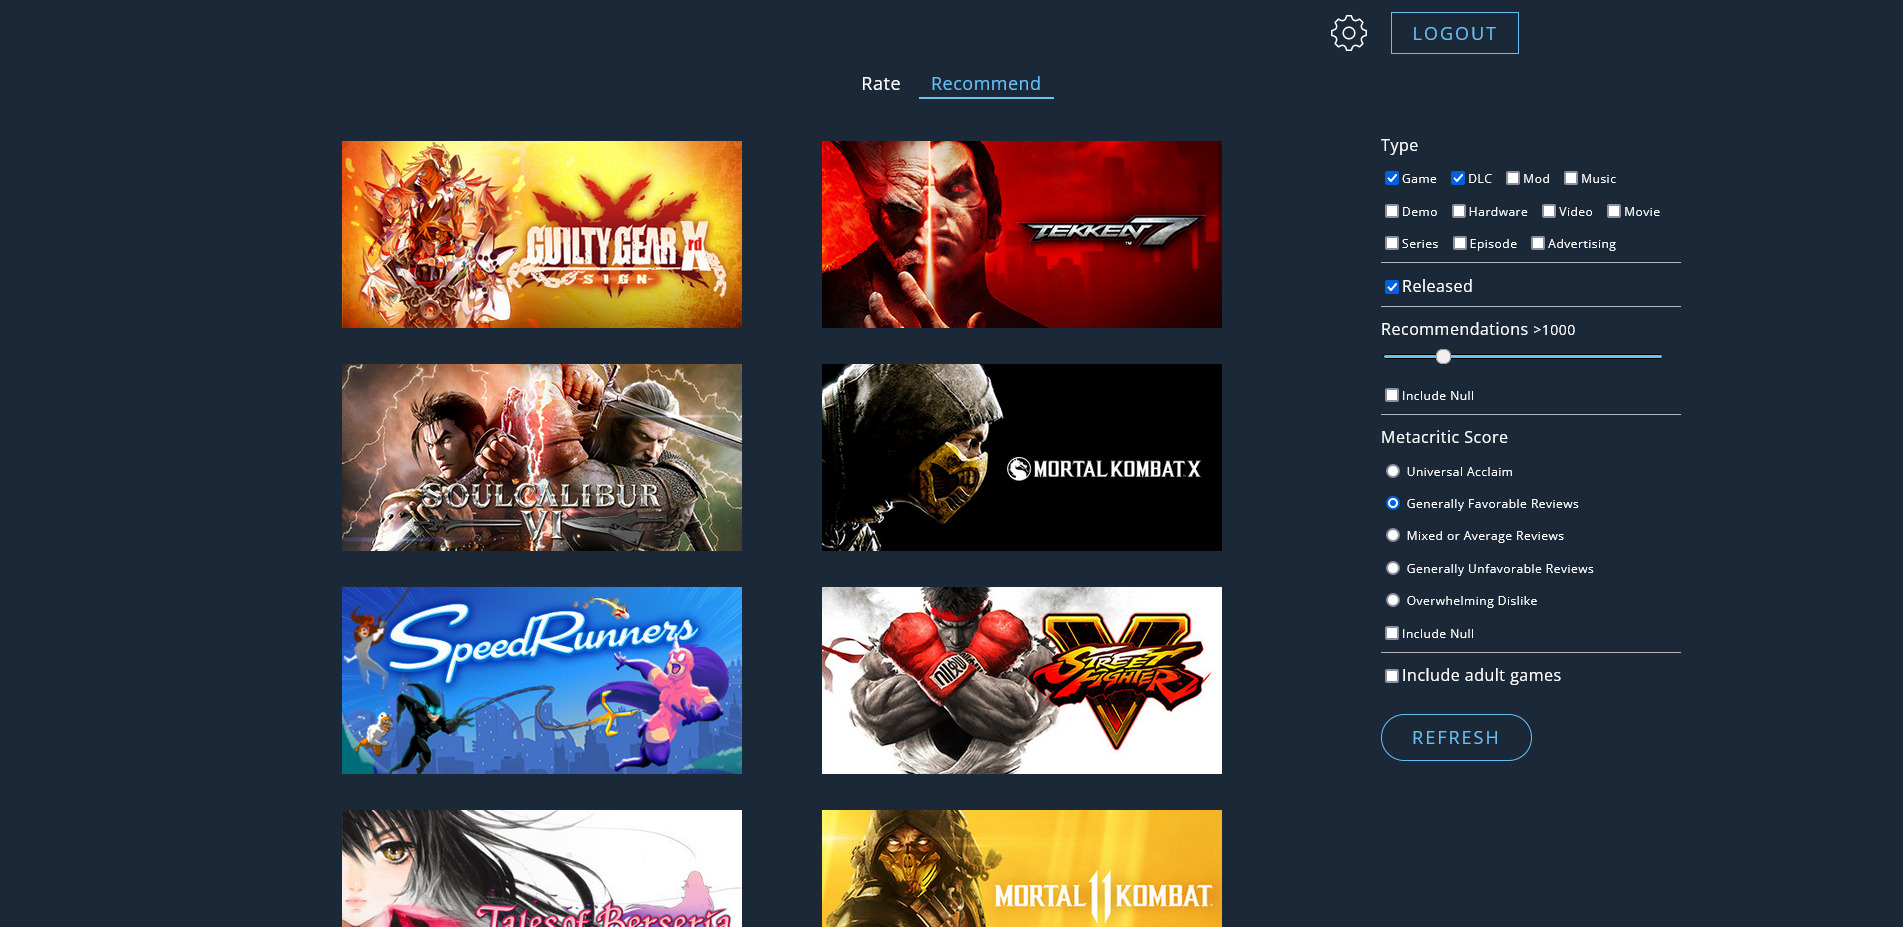 LOGOUT
Rate Recommend
GUILTY GEAR Xrd
-SIGN-
TEKKEN 7
SOULCALIBUR
VI
MORTAL KOMBAT X
SPEEDRUNNERS
STREET
FIGHTER
V
Tales of Berseria
MORTAL KOMBAT 11
Type
Game DLC Mod Music
Demo Hardware Video Movie
Series Episode Advertising
Released
Recommendations >1000
Include Null
Metacritic Score
Universal Acclaim
Generally Favorable Reviews
Mixed or Average Reviews
Generally Unfavorable Reviews
Overwhelming Dislike
Include Null
Include adult games
REFRESH